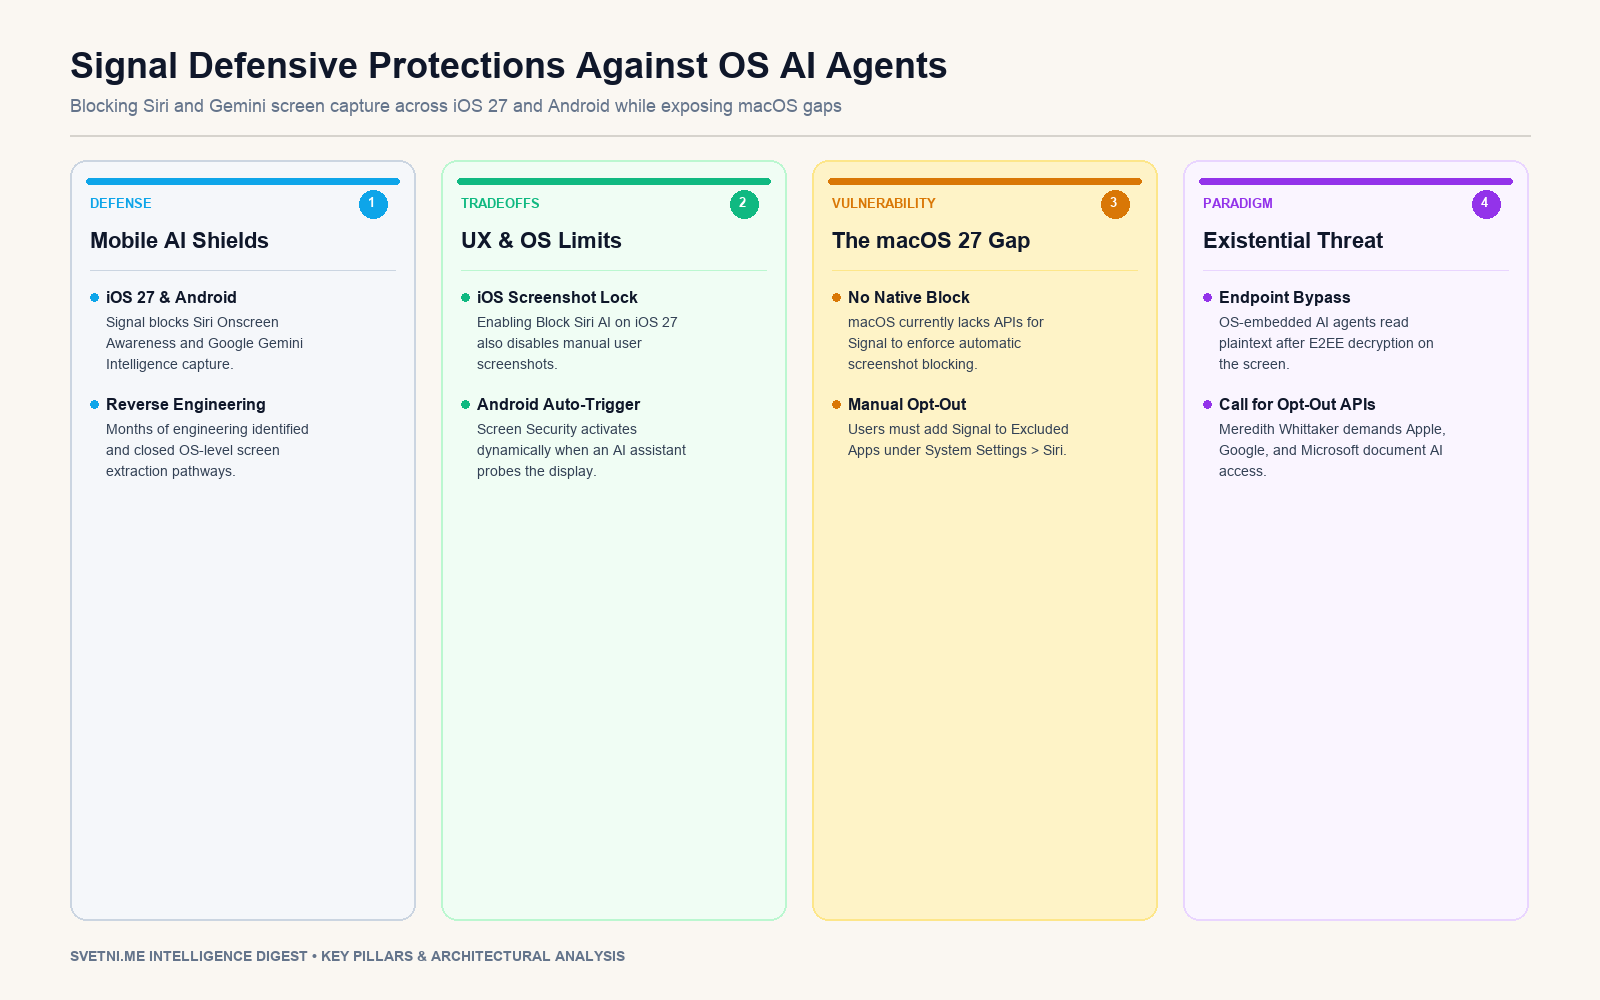 Signal Defensive Protections Against OS AI Agents
Blocking Siri and Gemini screen capture across iOS 27 and Android while exposing macOS gaps
DEFENSE
1
Mobile AI Shields
iOS 27 & Android
Signal blocks Siri Onscreen
Awareness and Google Gemini
Intelligence capture.
Reverse Engineering
Months of engineering identified
and closed OS-level screen
extraction pathways.
TRADEOFFS
2
UX & OS Limits
iOS Screenshot Lock
Enabling Block Siri AI on iOS 27
also disables manual user
screenshots.
Android Auto-Trigger
Screen Security activates
dynamically when an AI assistant
probes the display.
VULNERABILITY
3
The macOS 27 Gap
No Native Block
macOS currently lacks APIs for
Signal to enforce automatic
screenshot blocking.
Manual Opt-Out
Users must add Signal to Excluded
Apps under System Settings > Siri.
PARADIGM
4
Existential Threat
Endpoint Bypass
OS-embedded AI agents read
plaintext after E2EE decryption on
the screen.
Call for Opt-Out APIs
Meredith Whittaker demands Apple,
Google, and Microsoft document AI
access.
SVETNI.ME INTELLIGENCE DIGEST • KEY PILLARS & ARCHITECTURAL ANALYSIS